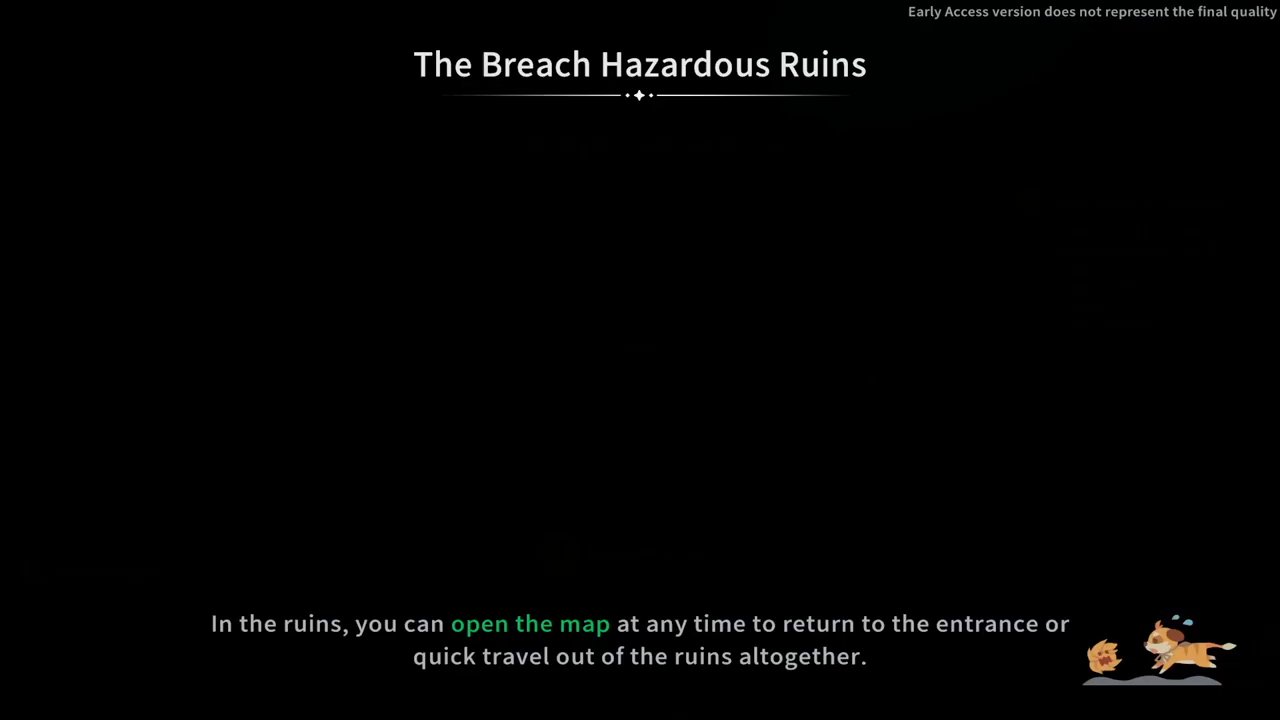 Early Access version does not represent the final quality
The Breach Hazardous Ruins
In the ruins, you can open the map at any time to return to the entrance or
quick travel out of the ruins altogether.